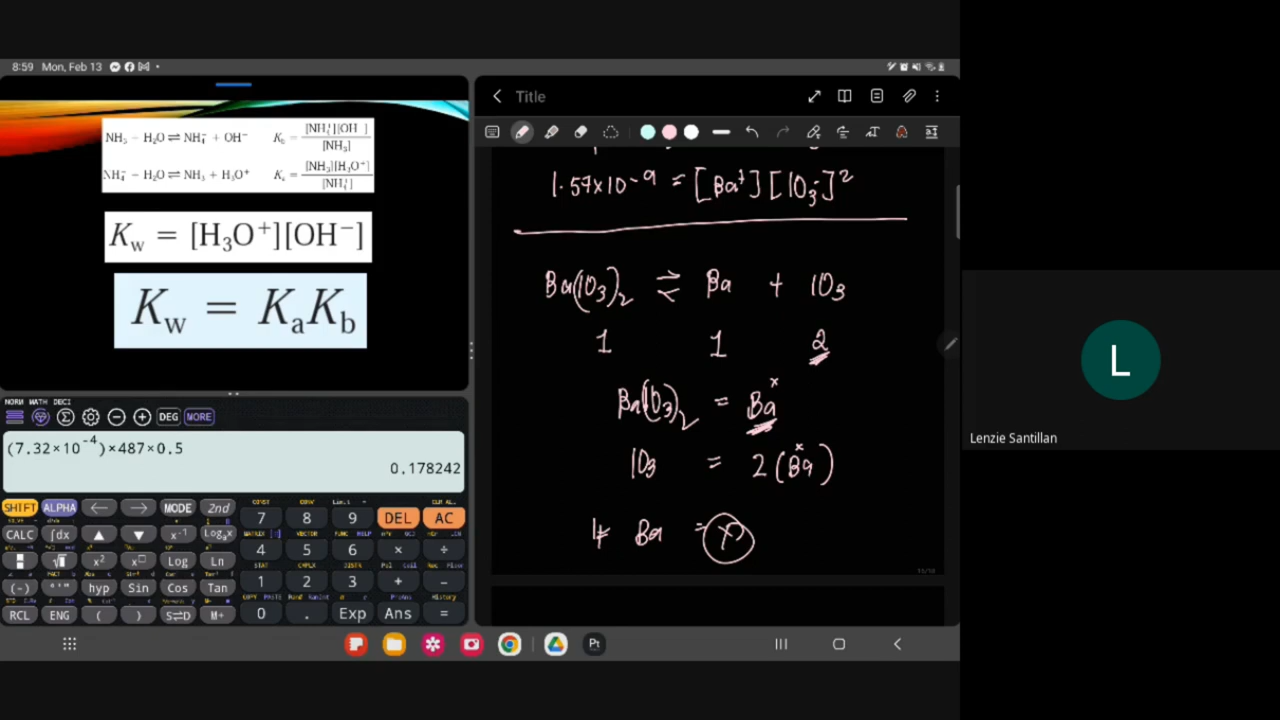 8:59 Mon, Feb 13
NH₃ − H₂O ⇌ NH₄⁻ + OH⁻ K_b = [NH₄⁺][OH⁻] / [NH₃]
NH₄⁻ − H₂O ⇌ NH₃ + H₃O⁺ K_a = [NH₃][H₃O⁺] / [NH₄⁺]
K_w = [H₃O⁺][OH⁻]
K_w = K_aK_b
NORM MATH DECI
DEG MORE
(7.32×10⁻⁴)×487×0.5
0.178242
SHIFT ALPHA ← → MODE 2nd
CALC ∫dx ▲ ▼ x⁻¹ Logₐx
√ x² x Log Ln
(-) °'" hyp Sin Cos Tan
RCL ENG ( ) S⇌D M+
7 8 9 DEL AC
4 5 6 × ÷
1 2 3 + −
0 . Exp Ans =
Title
1.57×10-9 = [Ba⁺] [IO₃⁻]²
Ba(IO₃)₂ ⇌ Ba + IO₃
1 1 2
Ba(IO₃)₂ = Ba x
IO₃ = 2(Ba) x
Ba = x
Pt
L
Lenzie Santillan